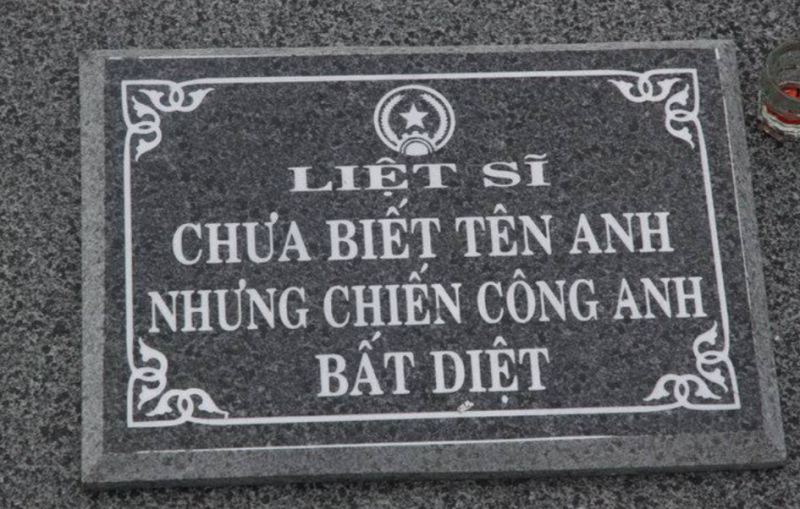 LIỆT SĨ
CHƯA BIẾT TÊN ANH
NHƯNG CHIẾN CÔNG ANH
BẤT DIỆT